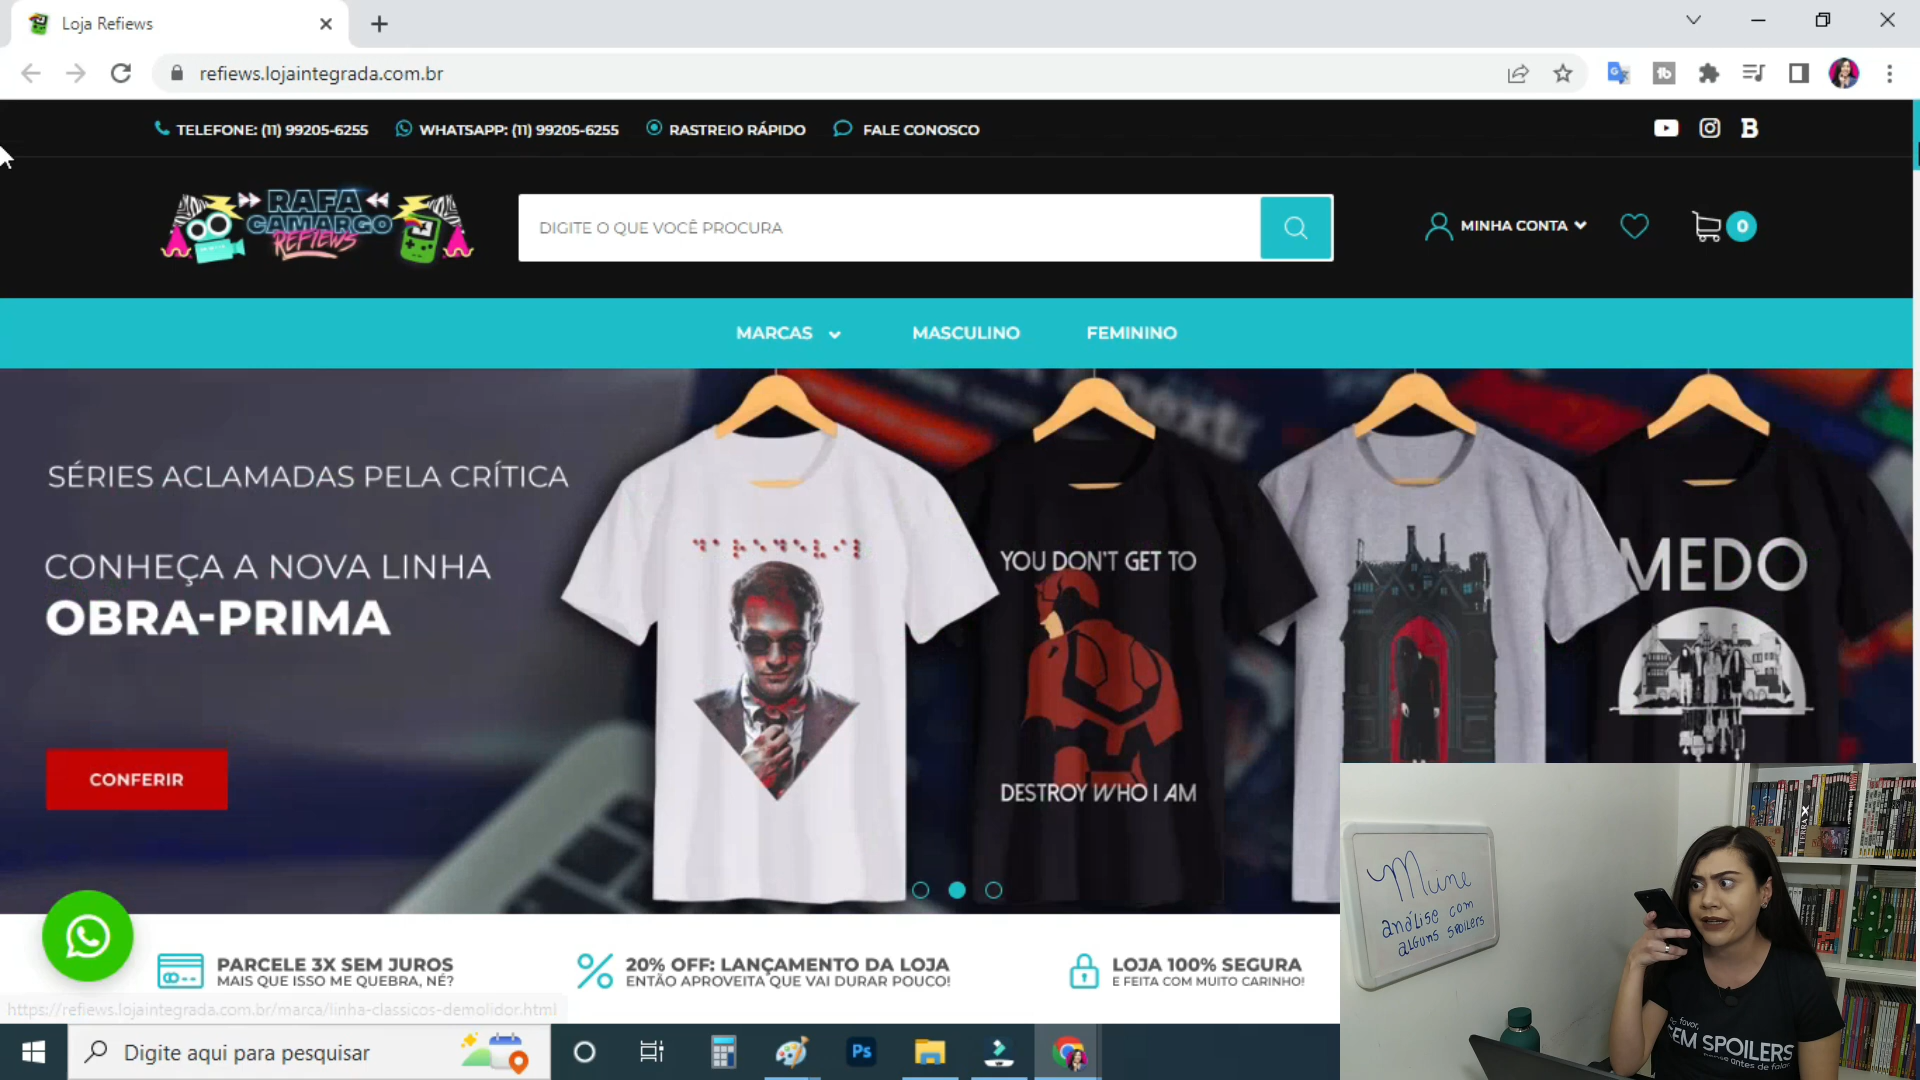 Loja Refiews
refiews.lojaintegrada.com.br
TELEFONE: (11) 99205-6255
WHATSAPP: (11) 99205-6255
RASTREIO RÁPIDO
FALE CONOSCO
RAFA
CAMARGO
REFIEWS
DIGITE O QUE VOCÊ PROCURA
MINHA CONTA
0
MARCAS
MASCULINO
FEMININO
SÉRIES ACLAMADAS PELA CRÍTICA
CONHEÇA A NOVA LINHA
OBRA-PRIMA
CONFERIR
YOU DON'T GET TO
DESTROY WHO I AM
MEDO
PARCELE 3X SEM JUROS
MAIS QUE ISSO ME QUEBRA, NÉ?
20% OFF: LANÇAMENTO DA LOJA
ENTÃO APROVEITA QUE VAI DURAR POUCO!
LOJA 100% SEGURA
E FEITA COM MUITO CARINHO!
https://refiews.lojaintegrada.com.br/marca/linha-classicos-demolidor.html
análise com
alguns spoilers
favor,
SEM SPOILERS
antes de falar
Digite aqui para pesquisar
Ps